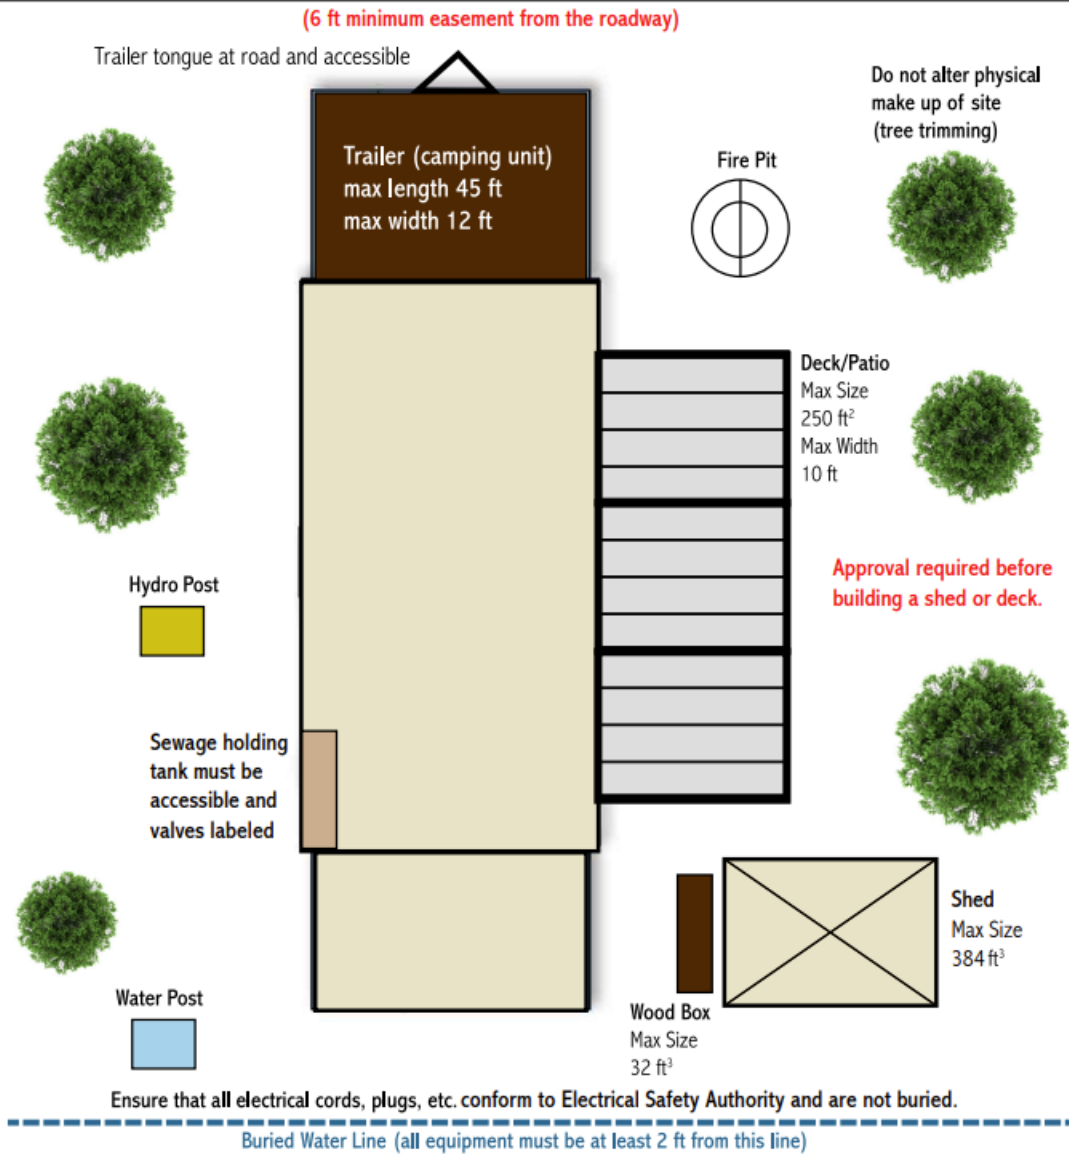 (6 ft minimum easement from the roadway)
Trailer tongue at road and accessible
Do not alter physical
make up of site
(tree trimming)
Trailer (camping unit)
max length 45 ft
max width 12 ft
Fire Pit
Deck/Patio
Max Size
250 ft²
Max Width
10 ft
Approval required before
building a shed or deck.
Hydro Post
Sewage holding
tank must be
accessible and
valves labeled
Shed
Max Size
384 ft³
Water Post
Wood Box
Max Size
32 ft³
Ensure that all electrical cords, plugs, etc. conform to Electrical Safety Authority and are not buried.
Buried Water Line (all equipment must be at least 2 ft from this line)